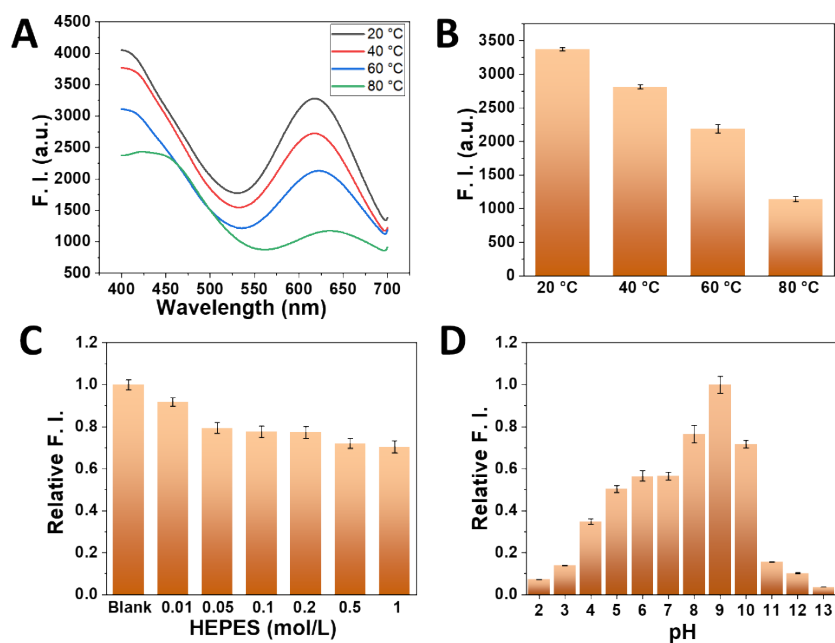 A
4500
4000
3500
3000
2500
2000
1500
1000
500
F. I. (a.u.)
20 °C
40 °C
60 °C
80 °C
400 450 500 550 600 650 700
Wavelength (nm)
B
3500
3000
2500
2000
1500
1000
500
0
F. I. (a.u.)
20 °C 40 °C 60 °C 80 °C
C
1.2
1.0
0.8
0.6
0.4
0.2
0.0
Relative F. I.
Blank 0.01 0.05 0.1 0.2 0.5 1
HEPES (mol/L)
D
1.2
1.0
0.8
0.6
0.4
0.2
0.0
Relative F. I.
2 3 4 5 6 7 8 9 10 11 12 13
pH